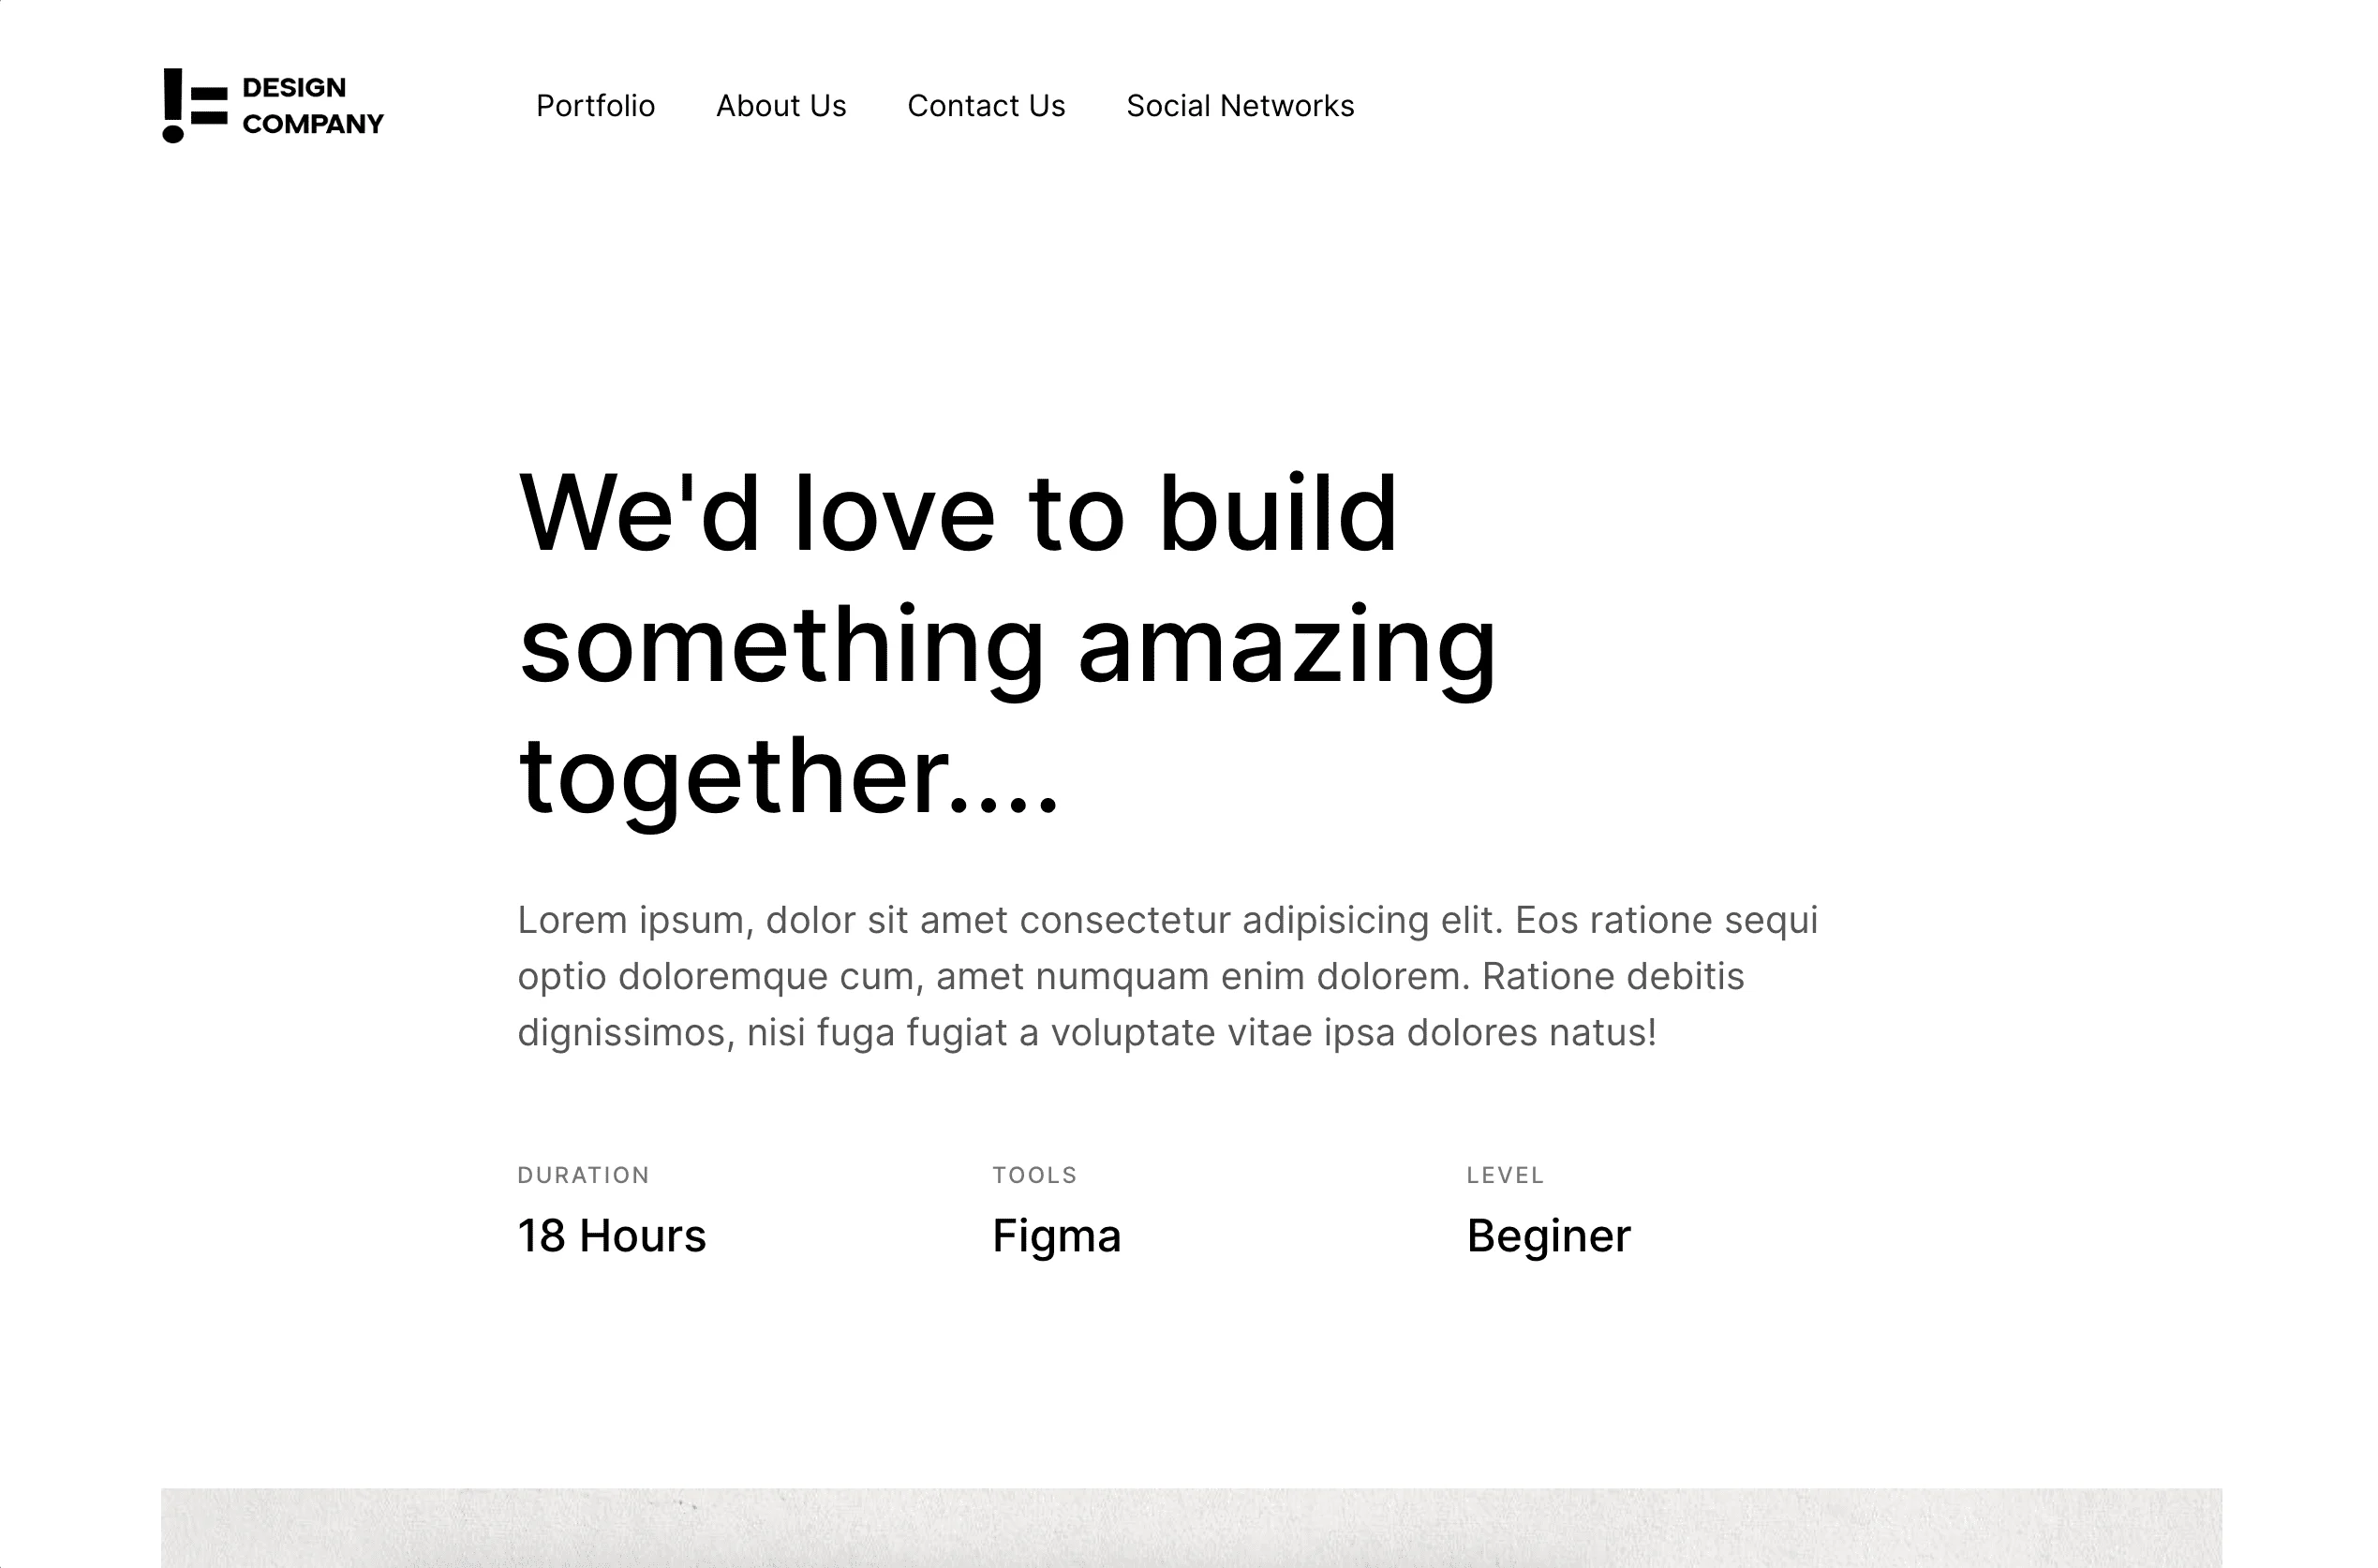 != DESIGN
COMPANY
Portfolio About Us Contact Us Social Networks
We'd love to build
something amazing
together....
Lorem ipsum, dolor sit amet consectetur adipisicing elit. Eos ratione sequi
optio doloremque cum, amet numquam enim dolorem. Ratione debitis
dignissimos, nisi fuga fugiat a voluptate vitae ipsa dolores natus!
DURATION TOOLS LEVEL
18 Hours Figma Beginer